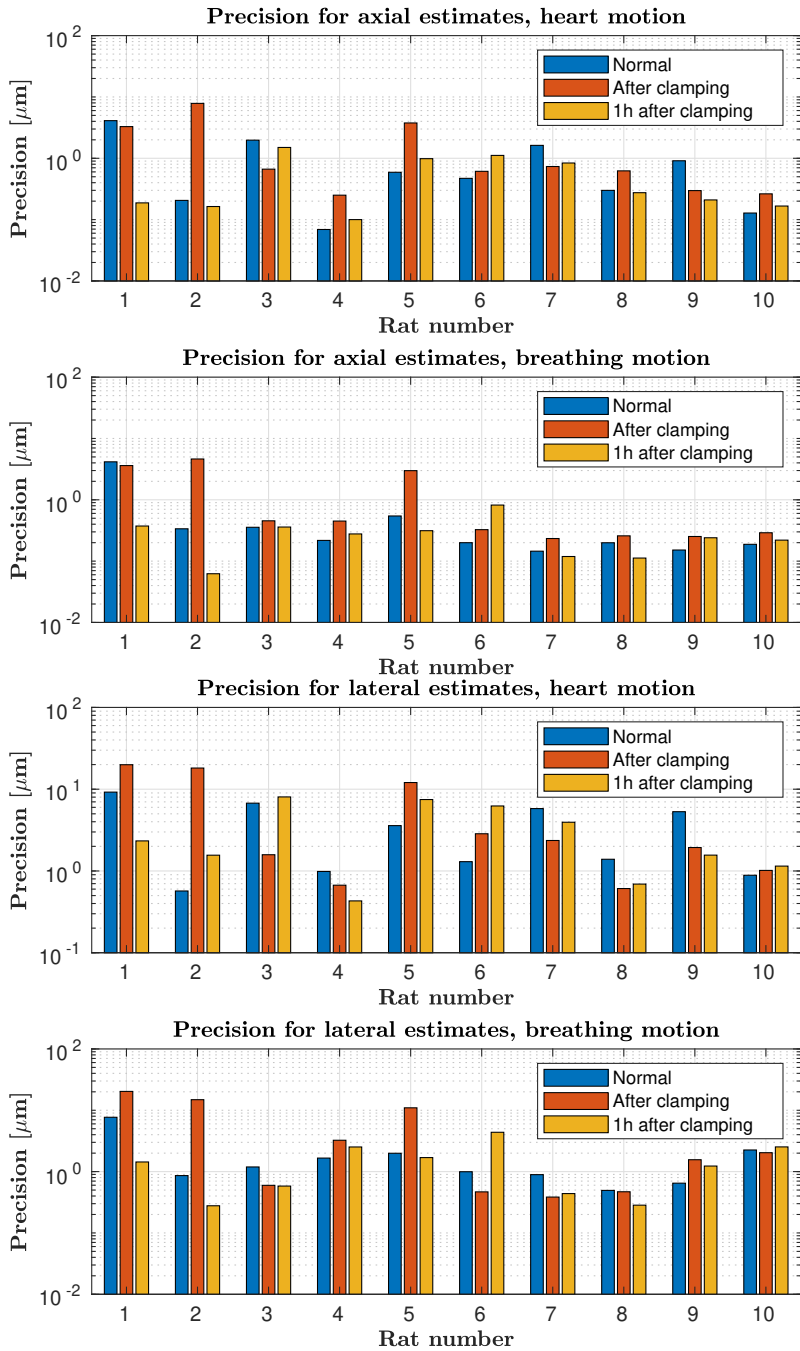 Precision for axial estimates, heart motion
10^2
10^0
10^-2
Precision [μm]
Normal
After clamping
1h after clamping
1 2 3 4 5 6 7 8 9 10
Rat number
Precision for axial estimates, breathing motion
10^2
10^0
10^-2
Precision [μm]
Normal
After clamping
1h after clamping
1 2 3 4 5 6 7 8 9 10
Rat number
Precision for lateral estimates, heart motion
10^2
10^1
10^0
10^-1
Precision [μm]
Normal
After clamping
1h after clamping
1 2 3 4 5 6 7 8 9 10
Rat number
Precision for lateral estimates, breathing motion
10^2
10^0
10^-2
Precision [μm]
Normal
After clamping
1h after clamping
1 2 3 4 5 6 7 8 9 10
Rat number